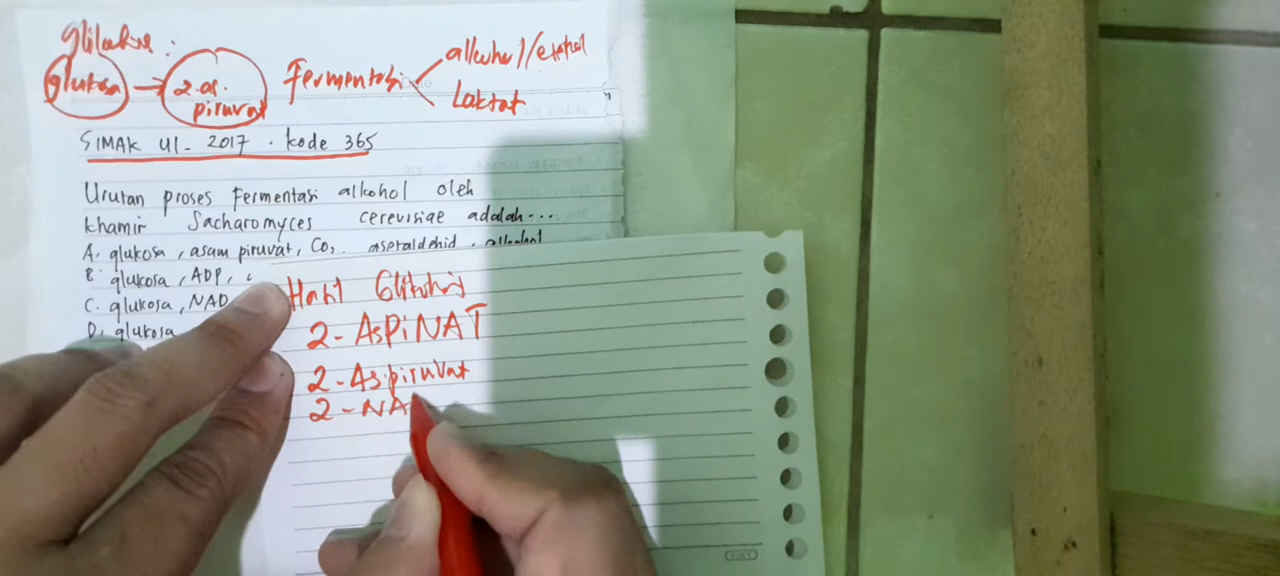 glikolisis :
glukosa → 2.as. piruvat
Fermentasi < alkohol/etanol
Laktat
SIMAK UI - 2017 . kode 365
Urutan proses Fermentasi alkohol oleh
khamir Sacharomyces cerevisiae adalah...
A. glukosa, asam piruvat, CO₂, asetaldehid, alkohol
B. glukosa, ADP,
C. glukosa, NAD
D. glukosa
Hasil Glikolisis
2-AsPiNAT
2-As.piruvat
2-NA
KIKY